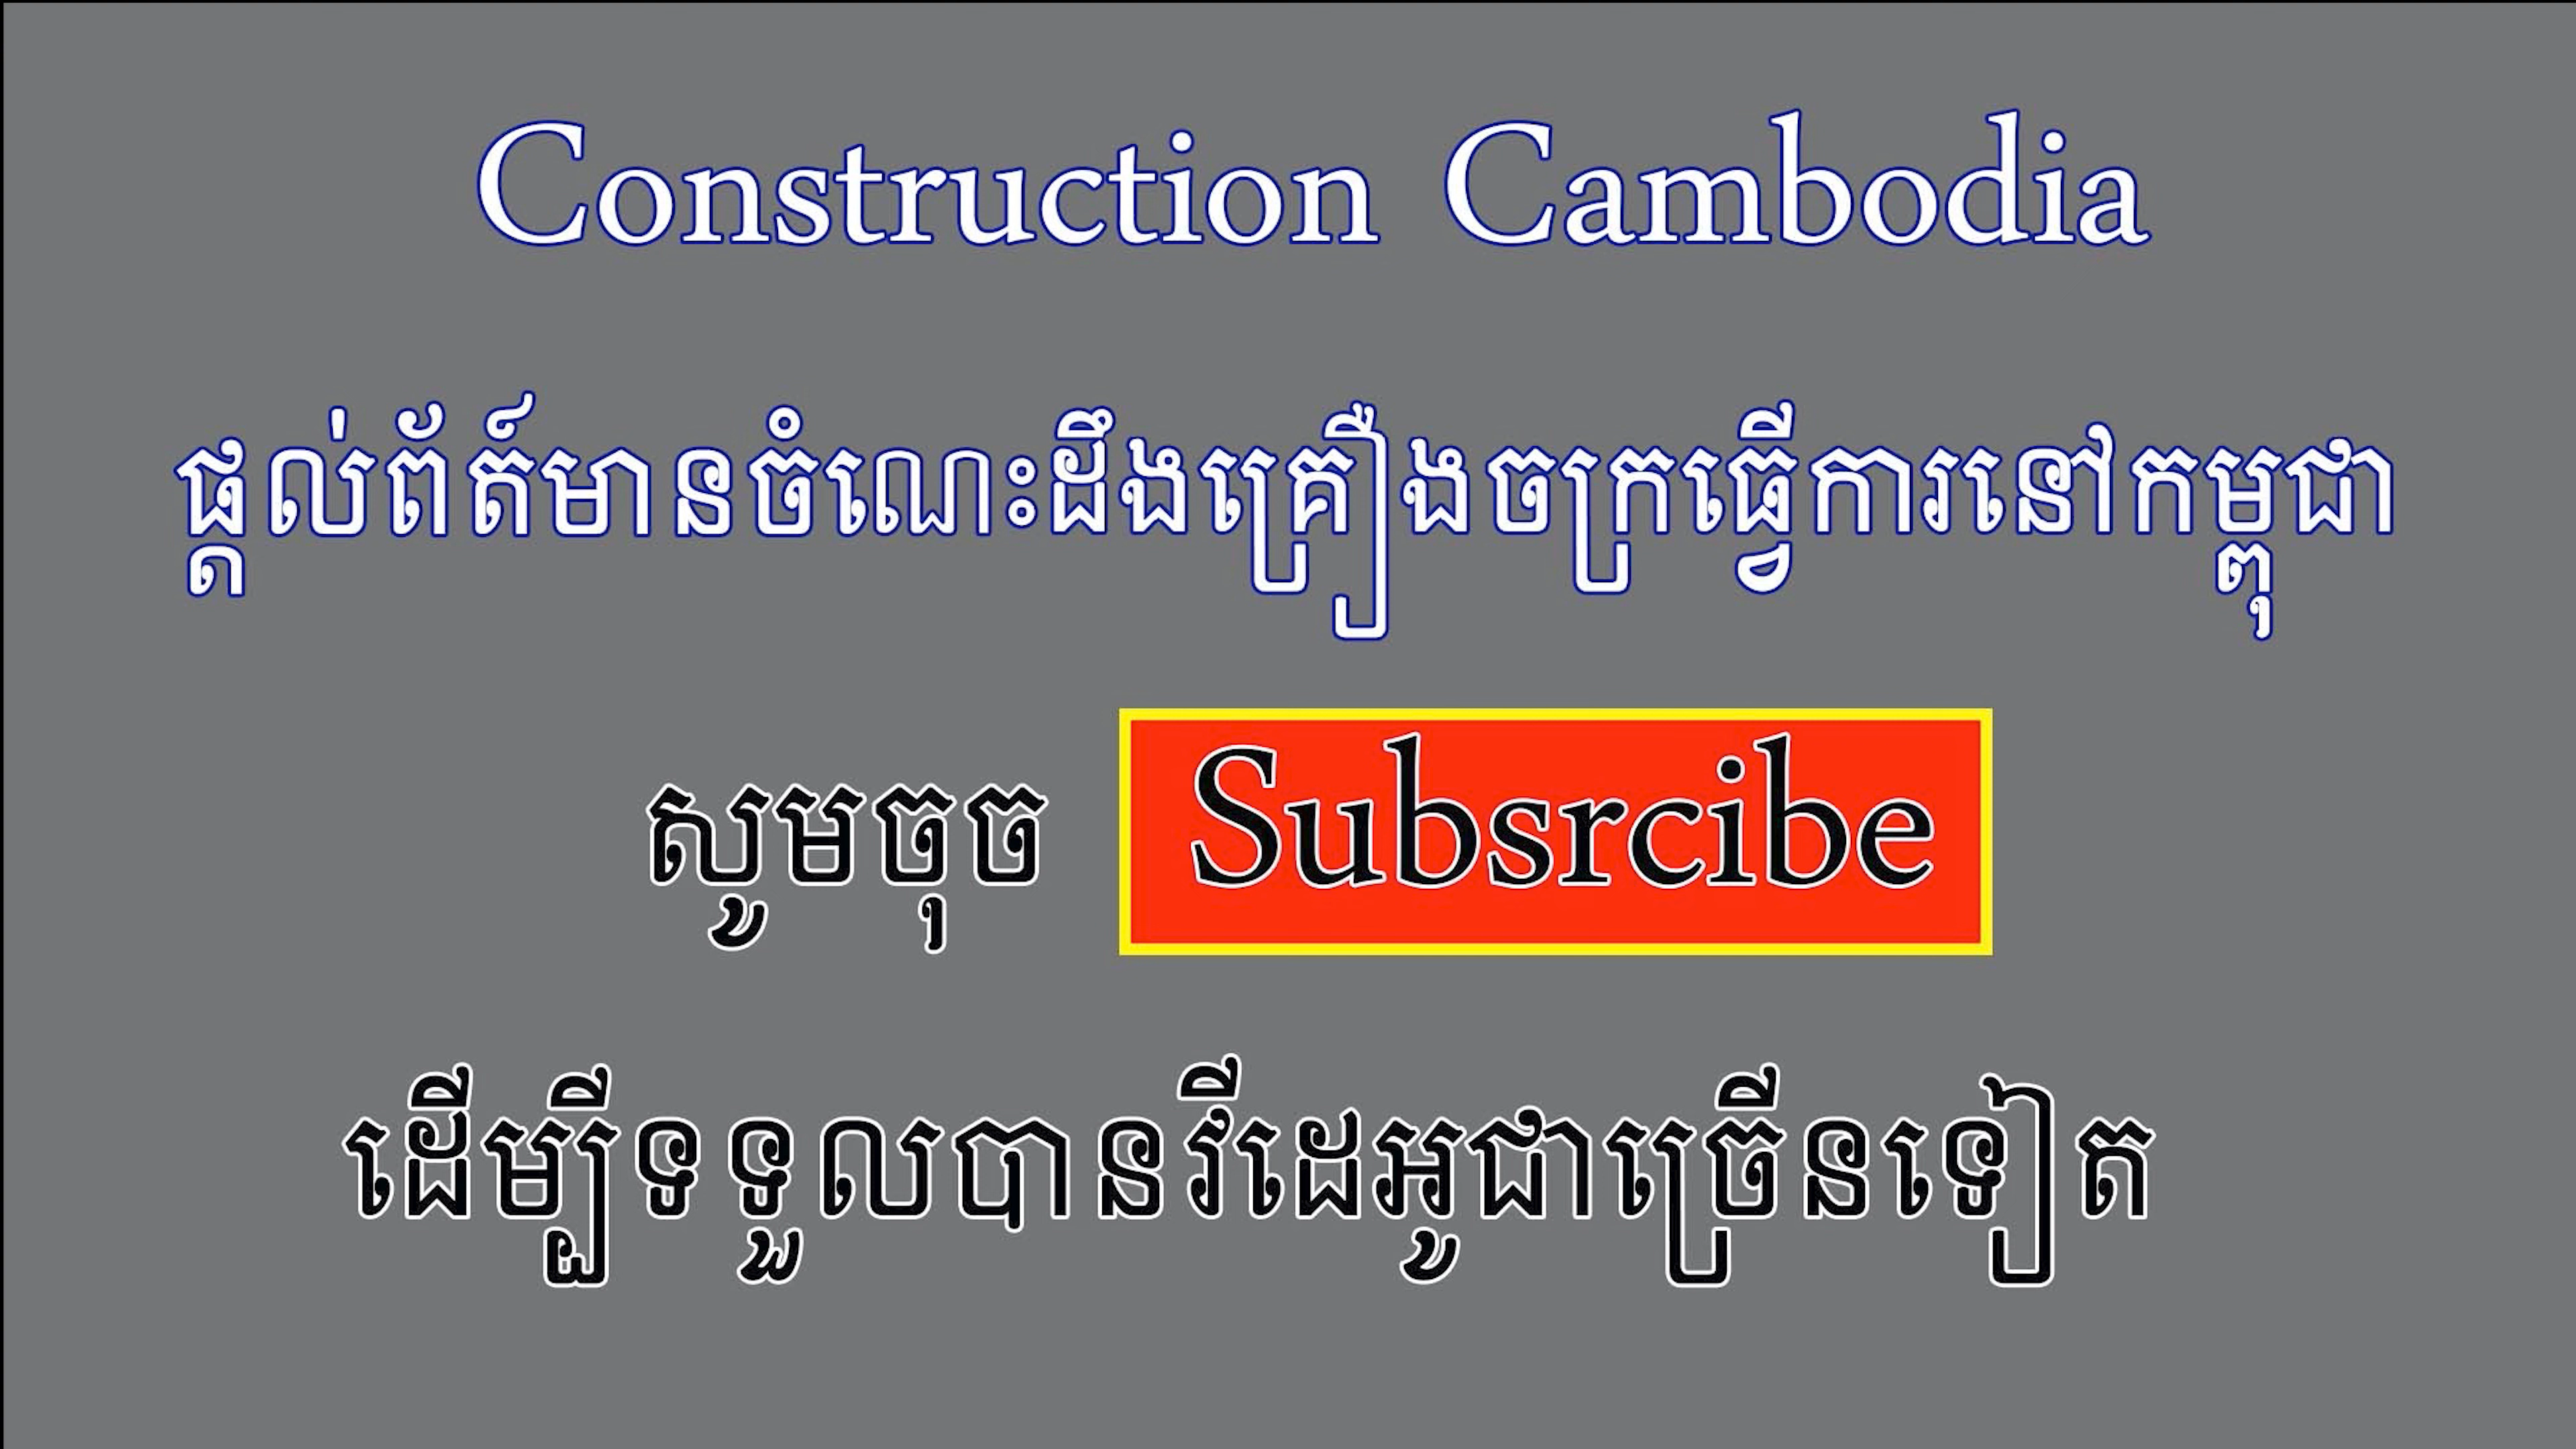 Construction Cambodia
ផ្តល់ព័ត៍មានចំណេះដឹងគ្រឿងចក្រធ្វើការនៅកម្ពុជា
សូមចុច Subsrcibe
ដើម្បីទទួលបានវីដេអូជាច្រើនទៀត